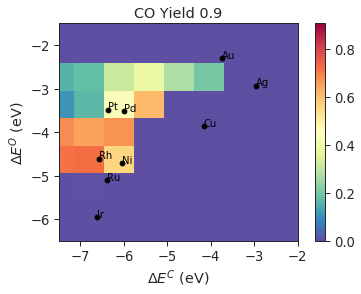 CO Yield 0.9
ΔE^O (eV)
−2
−3
−4
−5
−6
Au
Ag
Pt
Pd
Cu
Rh
Ni
Ru
Ir
−7 −6 −5 −4 −3 −2
ΔE^C (eV)
0.8
0.6
0.4
0.2
0.0